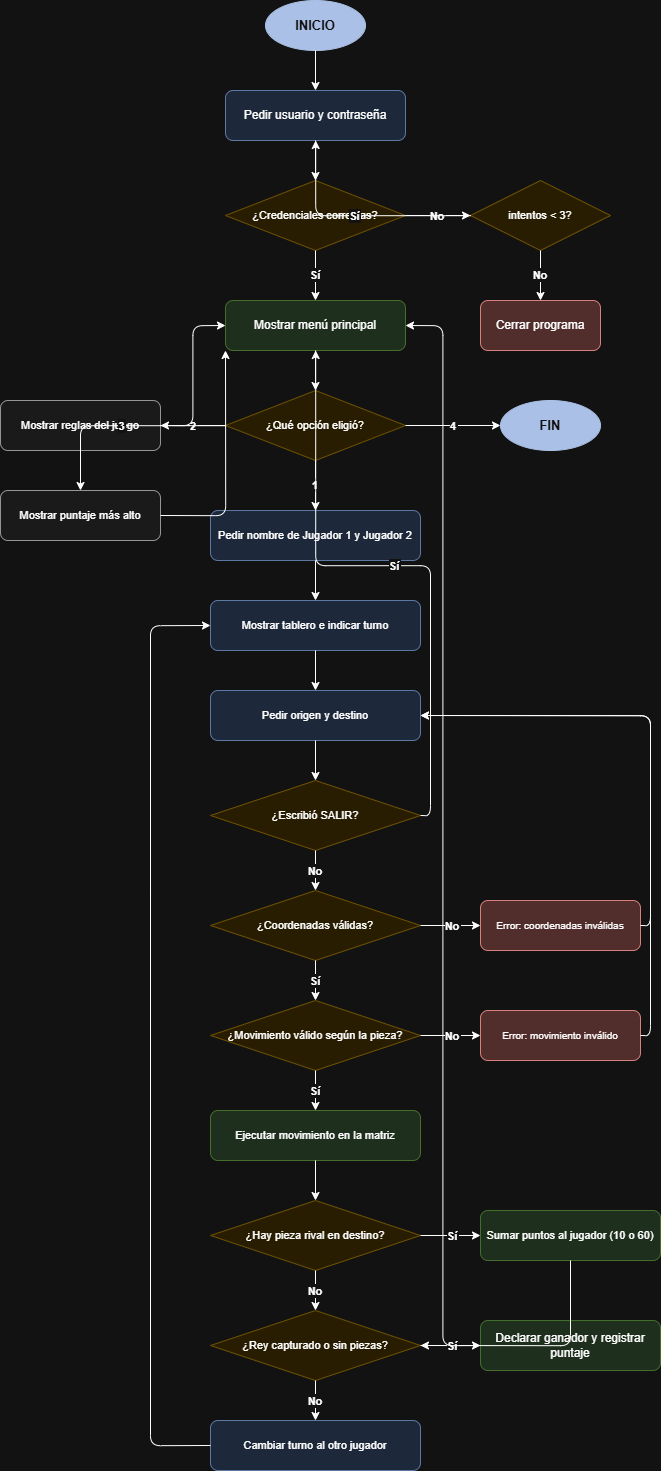 INICIO
Pedir usuario y contraseña
¿Credenciales correctas?
Sí
No
intentos < 3?
Sí
No
Mostrar menú principal
Cerrar programa
Mostrar reglas del juego
3
2
¿Qué opción eligió?
4
FIN
1
Mostrar puntaje más alto
Pedir nombre de Jugador 1 y Jugador 2
Sí
Mostrar tablero e indicar turno
Pedir origen y destino
¿Escribió SALIR?
No
¿Coordenadas válidas?
No
Error: coordenadas inválidas
Sí
¿Movimiento válido según la pieza?
No
Error: movimiento inválido
Sí
Ejecutar movimiento en la matriz
¿Hay pieza rival en destino?
Sí
Sumar puntos al jugador (10 o 60)
No
¿Rey capturado o sin piezas?
Sí
Declarar ganador y registrar
puntaje
No
Cambiar turno al otro jugador